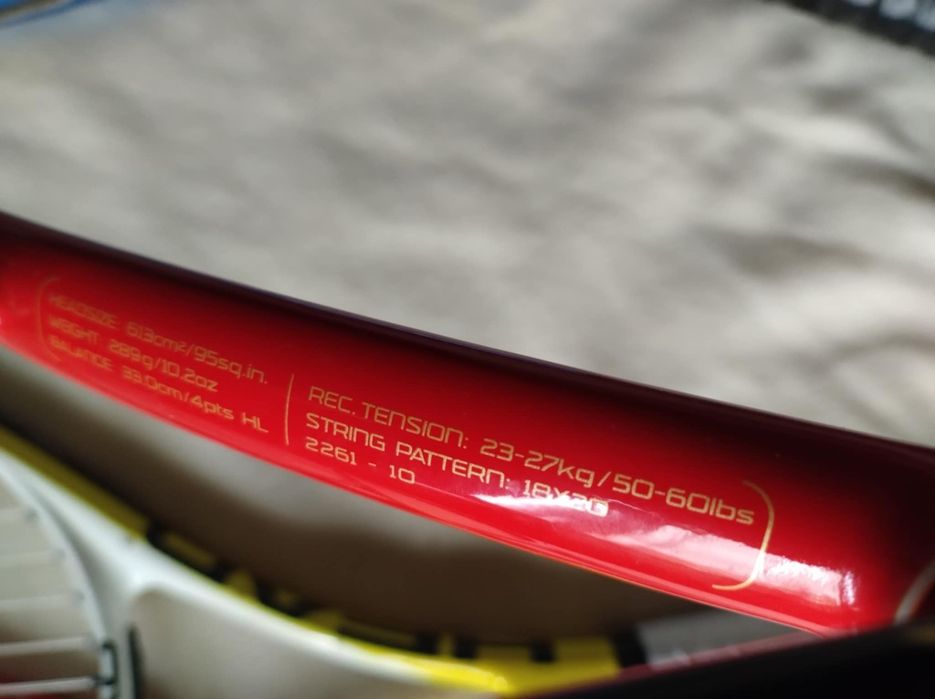 HEADSIZE 613cm²/95sq.in.
WEIGHT 289g/10.2oz
BALANCE 33.0cm/4pts HL
REC. TENSION: 23-27kg/50-60lbs
STRING PATTERN: 18X20
2261 - 10